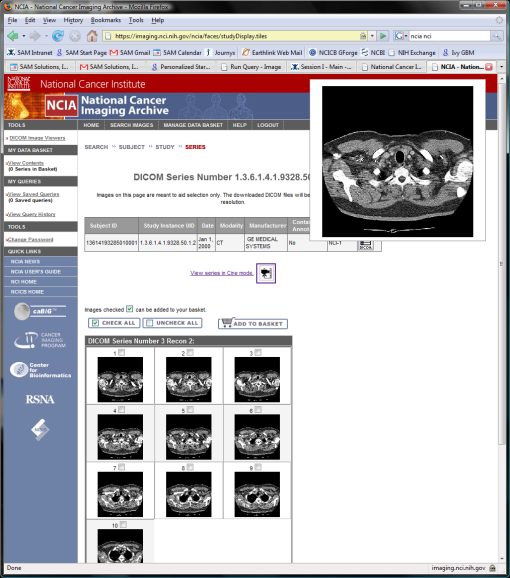 NCIA - National Cancer Imaging Archive - Mozilla Firefox
File Edit View History Bookmarks Tools Help
https://imaging.nci.nih.gov/ncia/faces/studyDisplay.tiles
ncia nci
SAM Intranet SAM Start Page SAM Gmail SAM Calendar Journyx Earthlink Web Mail NCICB GForge NCBI NIH Exchange Ivy GBM
SAM Solutions, I... SAM Solutions, I... Personalized Star... Run Query - Image Session I - Main -... National Cancer I... NCIA - Nation...
NATIONAL CANCER INSTITUTE
National Cancer Institute
NCIA
National Cancer
Imaging Archive
HOME SEARCH IMAGES MANAGE DATA BASKET HELP LOGOUT
TOOLS
DICOM Image Viewers
MY DATA BASKET
View Contents
(0 Series in Basket)
MY QUERIES
View Saved Queries
(0 Saved queries)
View Query History
TOOLS
Change Password
QUICK LINKS
NCIA NEWS
NCIA USER'S GUIDE
NCI HOME
NCICB HOME
caBIG™
CANCER
IMAGING
PROGRAM
Center
for
Bioinformatics
RSNA
SEARCH SUBJECT STUDY SERIES
DICOM Series Number 1.3.6.1.4.1.9328.50
Images on this page are meant to aid selection only. The downloaded DICOM files will be
resolution.
Subject ID Study Instance UID Date Modality Manufacturer
13614193285010001 1.3.6.1.4.1.9328.50.1.2 Jan 1, 2000 CT GE MEDICAL SYSTEMS No NCI-1
View series in Cine mode:
Images checked can be added to your basket.
CHECK ALL UNCHECK ALL ADD TO BASKET
DICOM Series Number 3 Recon 2:
1 2 3
4 5 6
7 8 9
10
Done imaging.nci.nih.gov